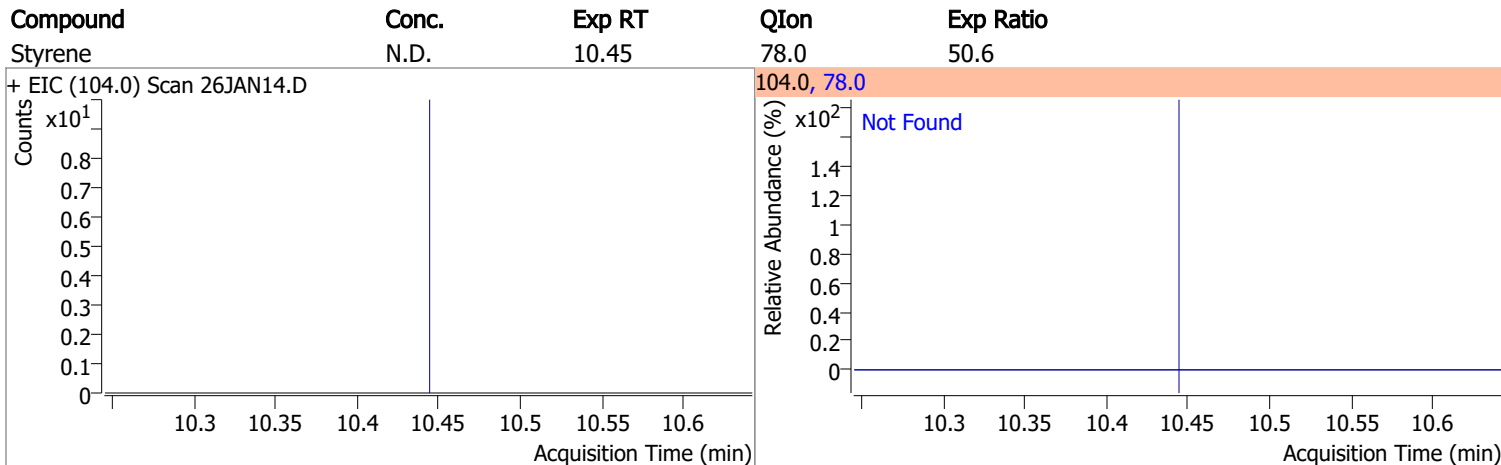 Compound Conc. Exp RT QIon Exp Ratio
Styrene N.D. 10.45 78.0 50.6
+ EIC (104.0) Scan 26JAN14.D
Counts
x10¹
0.8
0.7
0.6
0.5
0.4
0.3
0.2
0.1
0
10.3 10.35 10.4 10.45 10.5 10.55 10.6
Acquisition Time (min)
104.0, 78.0
Relative Abundance (%)
x10²
Not Found
1.4
1.2
1
0.8
0.6
0.4
0.2
0
10.3 10.35 10.4 10.45 10.5 10.55 10.6
Acquisition Time (min)